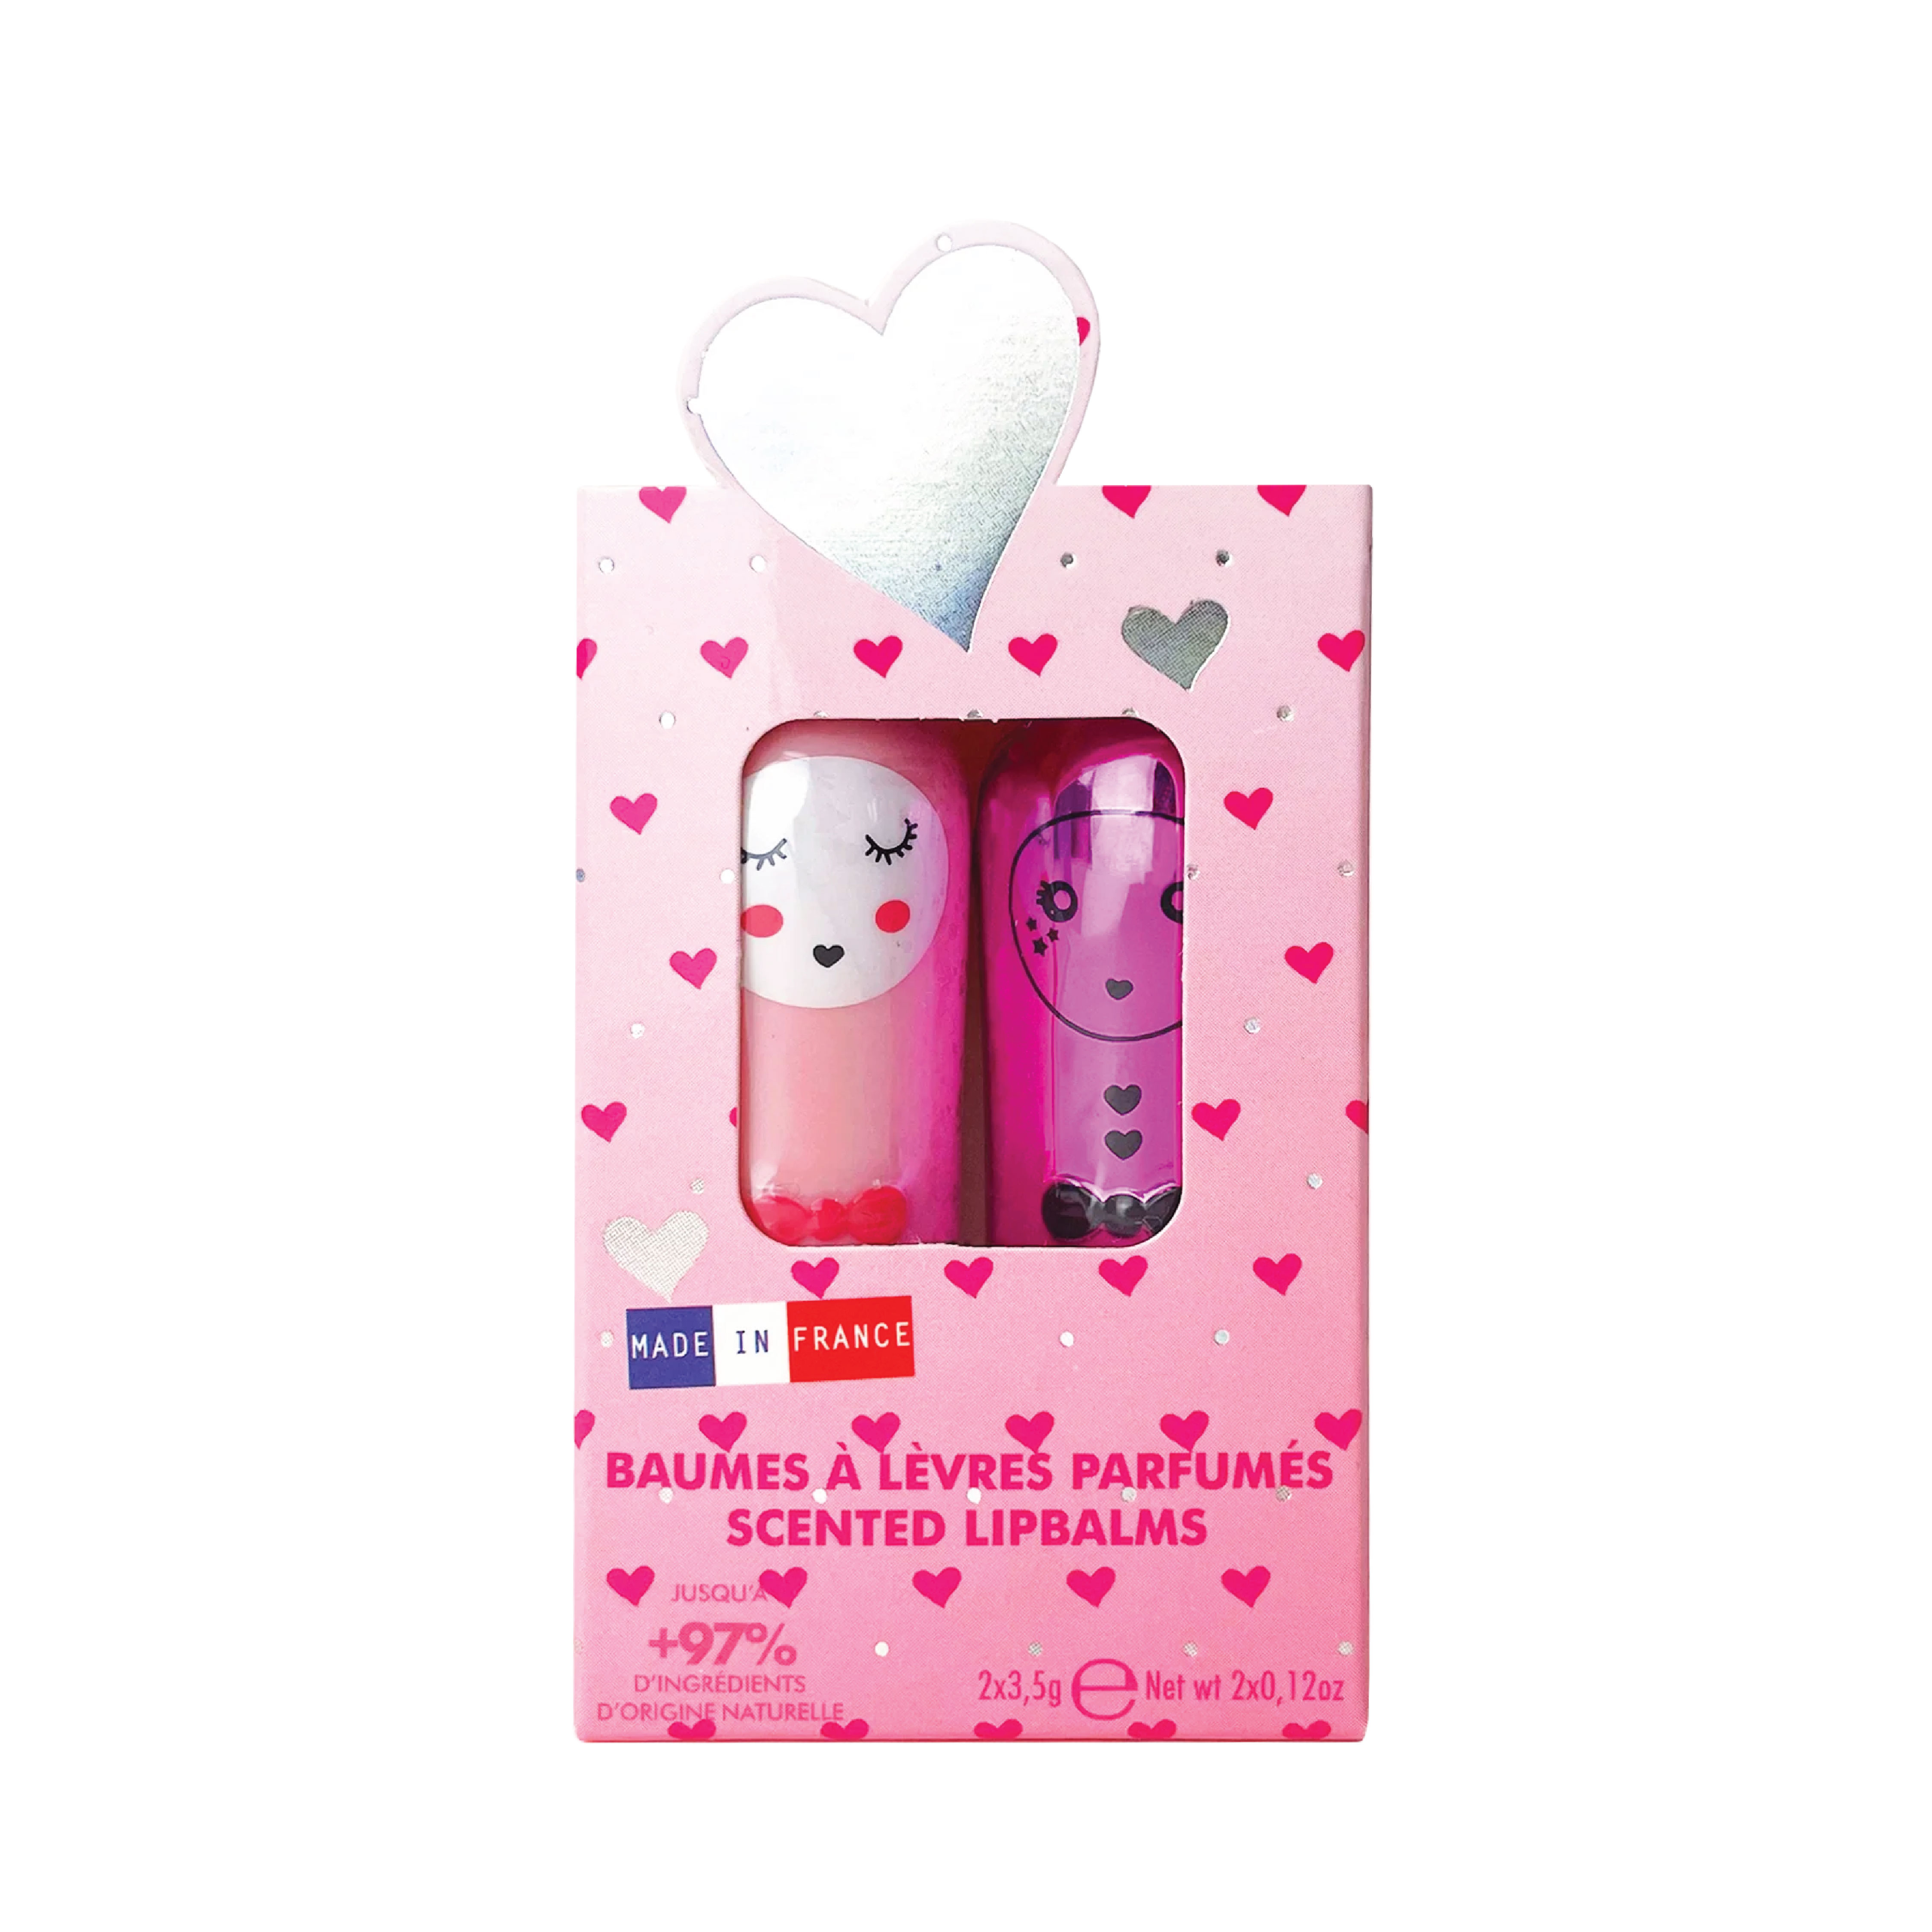 MADE IN FRANCE
BAUMES À LÈVRES PARFUMÉS
SCENTED LIPBALMS
JUSQU'À
+97%
D'INGRÉDIENTS
D'ORIGINE NATURELLE
2x3,5g ℮ Net wt 2x0,12oz